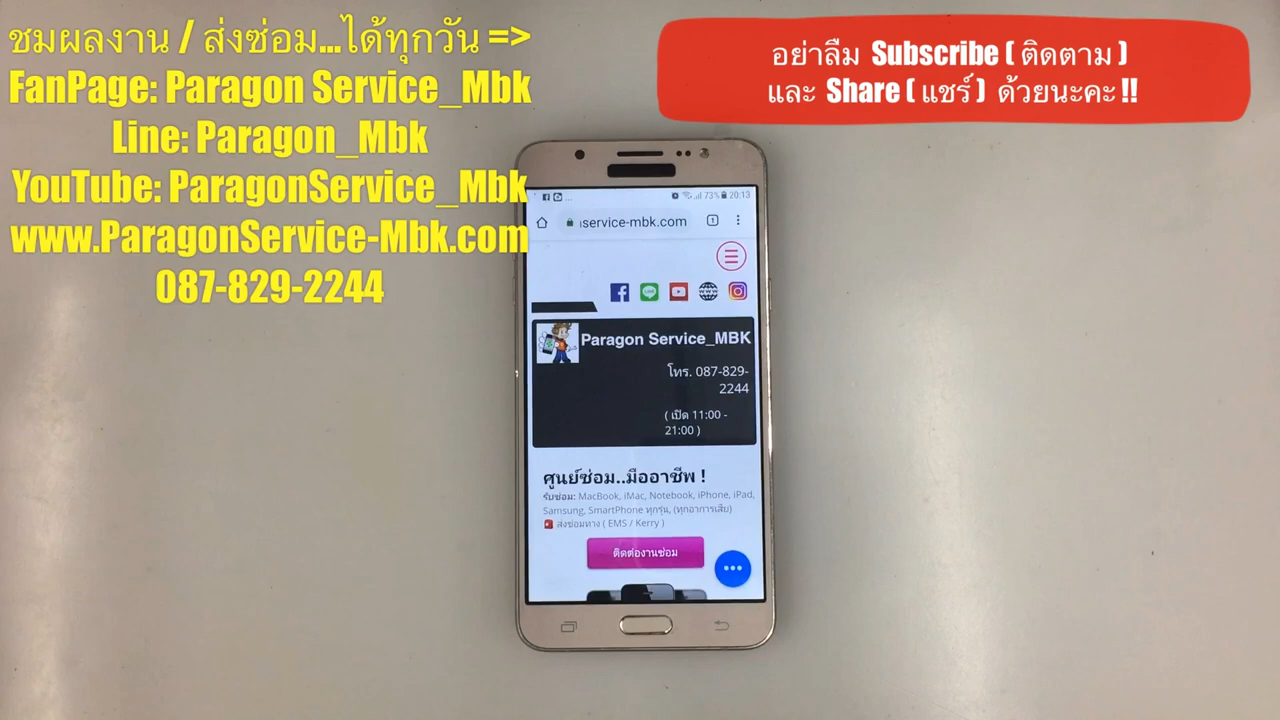 ชมผลงาน / ส่งซ่อม...ได้ทุกวัน =>
FanPage: Paragon Service_Mbk
Line: Paragon_Mbk
YouTube: ParagonService_Mbk
www.ParagonService-Mbk.com
087-829-2244
อย่าลืม Subscribe ( ติดตาม )
และ Share ( แชร์ ) ด้วยนะคะ !!
73% 20:13
service-mbk.com
1
LINE
www
Paragon Service_MBK
โทร. 087-829-
2244
( เปิด 11:00 -
21:00 )
ศูนย์ซ่อม..มืออาชีพ !
รับซ่อม: MacBook, iMac, Notebook, iPhone, iPad,
Samsung, SmartPhone ทุกรุ่น, (ทุกอาการเสีย)
ส่งซ่อมทาง ( EMS / Kerry )
ติดต่องานซ่อม